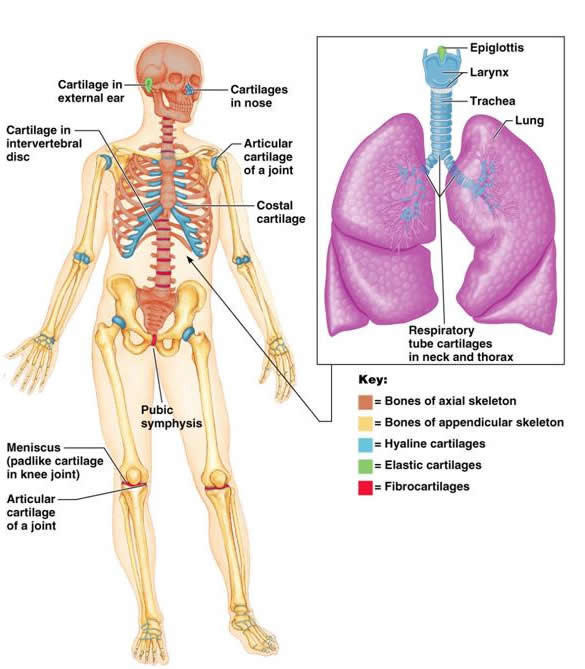 Cartilage in
external ear
Cartilages
in nose
Cartilage in
intervertebral
disc
Articular
cartilage
of a joint
Costal
cartilage
Pubic
symphysis
Meniscus
(padlike cartilage
in knee joint)
Articular
cartilage
of a joint
Epiglottis
Larynx
Trachea
Lung
Respiratory
tube cartilages
in neck and thorax
Key:
= Bones of axial skeleton
= Bones of appendicular skeleton
= Hyaline cartilages
= Elastic cartilages
= Fibrocartilages